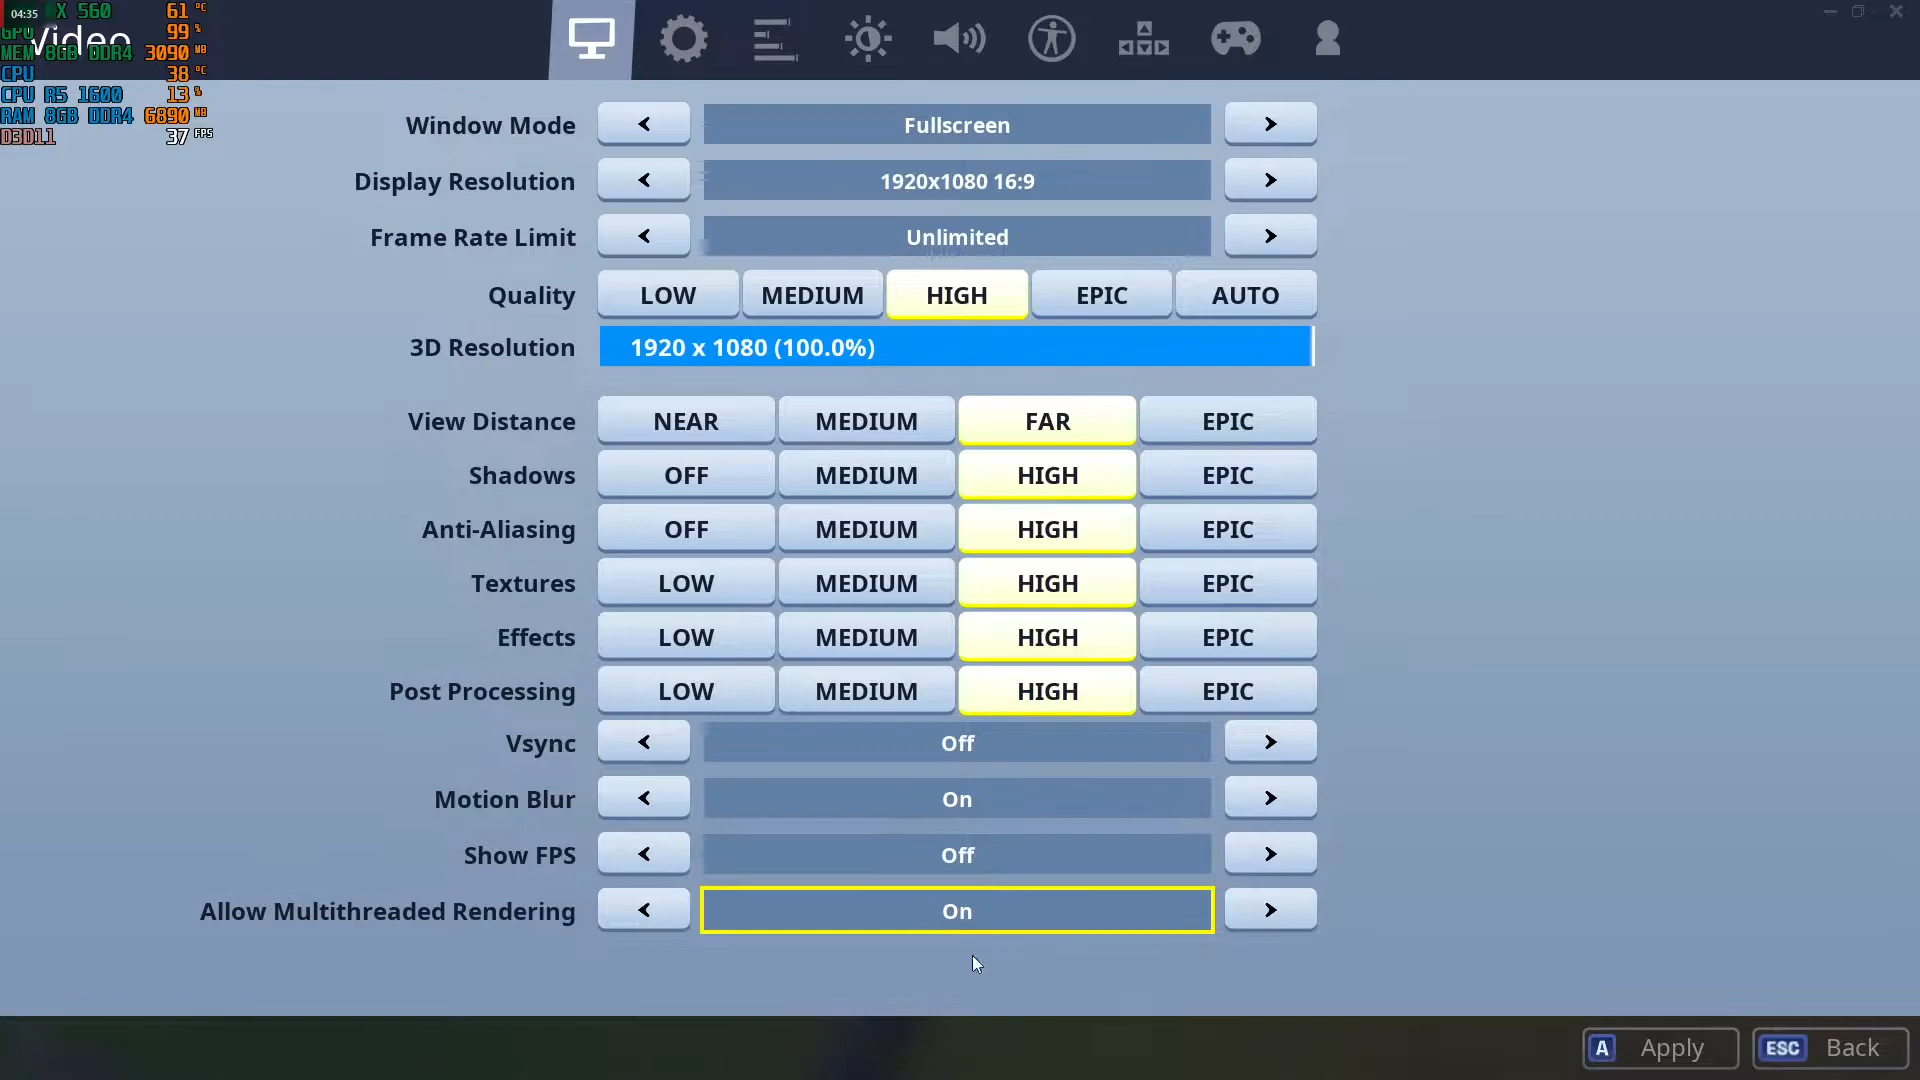 04:35 X 560 61 °C
GPU 99 %
Video
MEM 8GB DDR4 3090 MB
CPU 38 °C
CPU R5 1600 13 %
RAM 8GB DDR4 6890 MB
D3D11 37 FPS
Window Mode < Fullscreen >
Display Resolution < 1920x1080 16:9 >
Frame Rate Limit < Unlimited >
Quality LOW MEDIUM HIGH EPIC AUTO
3D Resolution 1920 x 1080 (100.0%)
View Distance NEAR MEDIUM FAR EPIC
Shadows OFF MEDIUM HIGH EPIC
Anti-Aliasing OFF MEDIUM HIGH EPIC
Textures LOW MEDIUM HIGH EPIC
Effects LOW MEDIUM HIGH EPIC
Post Processing LOW MEDIUM HIGH EPIC
Vsync < Off >
Motion Blur < On >
Show FPS < Off >
Allow Multithreaded Rendering < On >
A Apply ESC Back